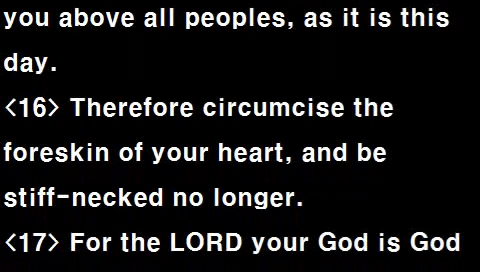 you above all peoples, as it is this
day.
<16> Therefore circumcise the
foreskin of your heart, and be
stiff-necked no longer.
<17> For the LORD your God is God